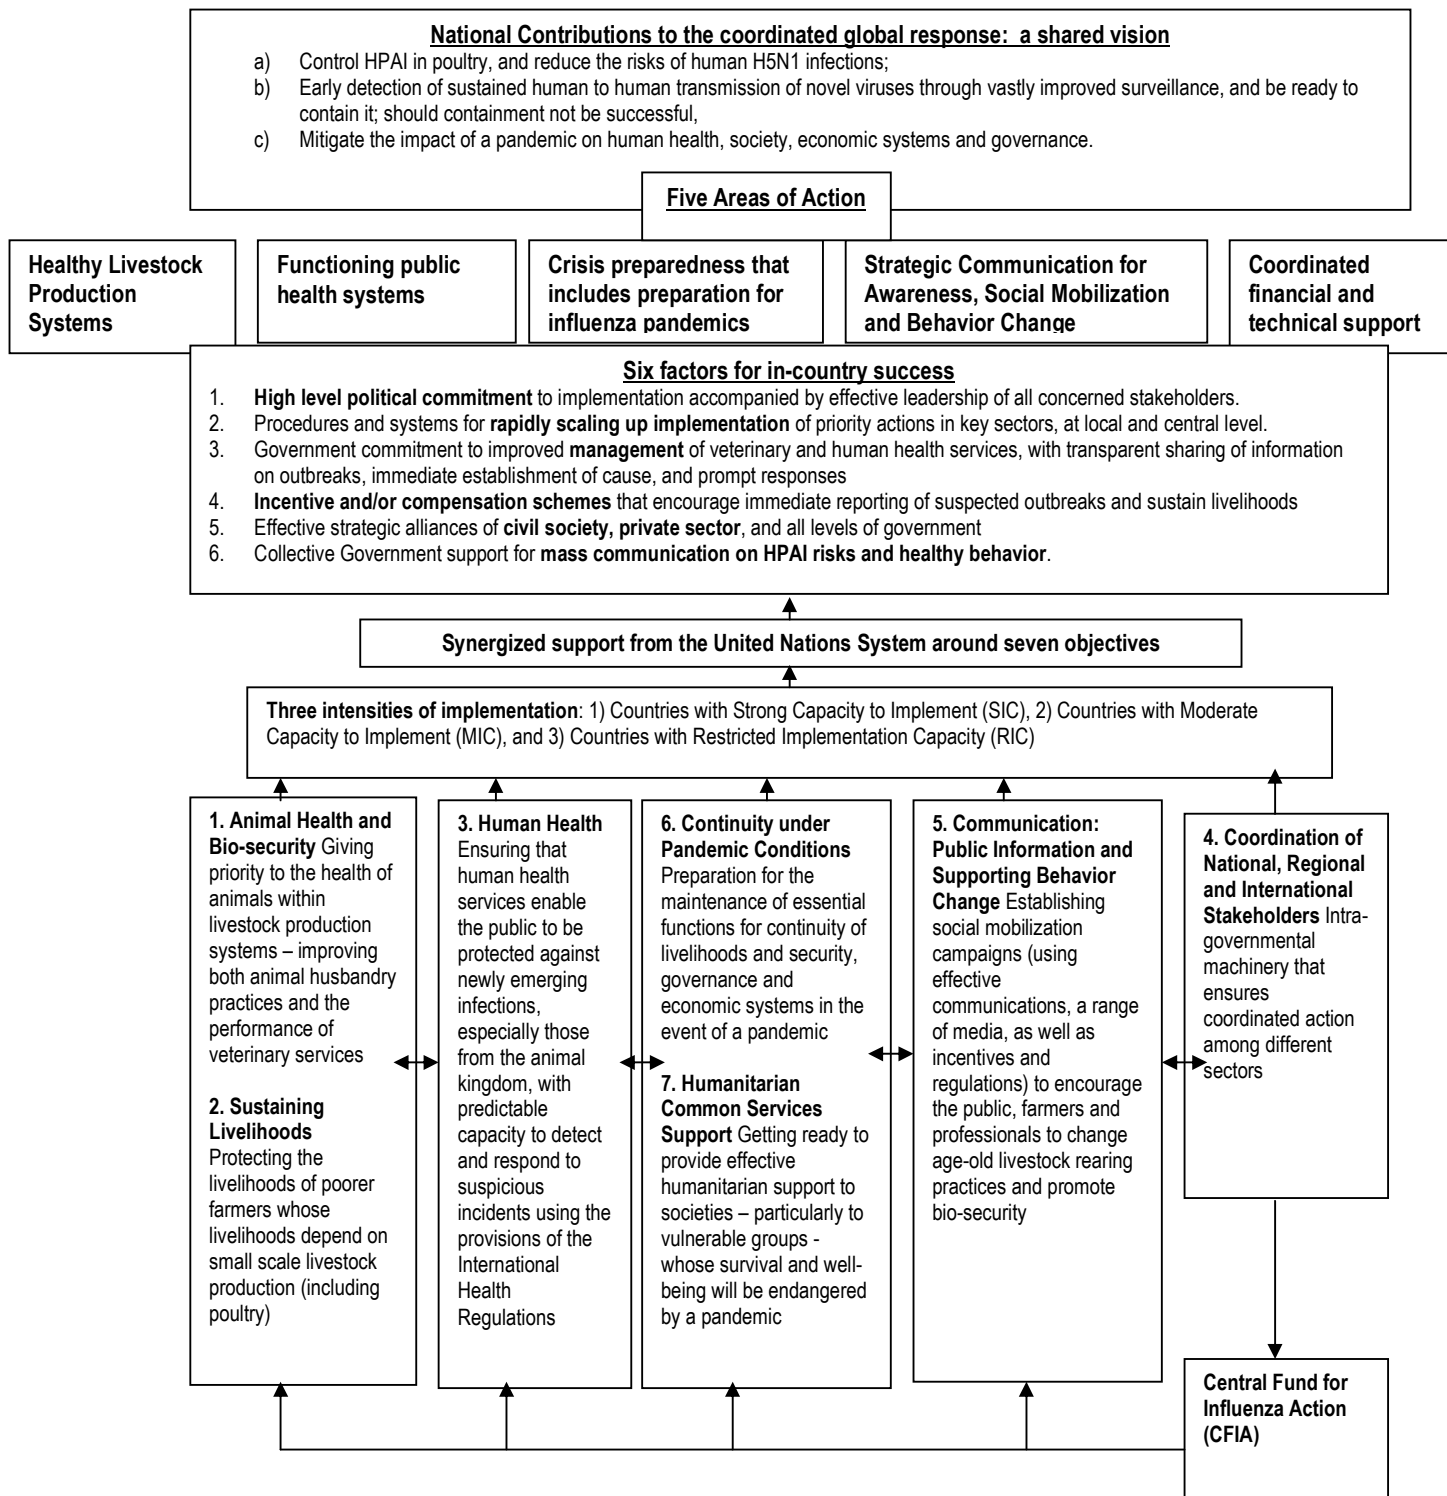 National Contributions to the coordinated global response:  a shared vision
a) Control HPAI in poultry, and reduce the risks of human H5N1 infections;
b) Early detection of sustained human to human transmission of novel viruses through vastly improved surveillance, and be ready to
contain it; should containment not be successful,
c) Mitigate the impact of a pandemic on human health, society, economic systems and governance.
Five Areas of Action
Healthy Livestock
Production
Systems
Functioning public
health systems
Crisis preparedness that
includes preparation for
influenza pandemics
Strategic Communication for
Awareness, Social Mobilization
and Behavior Change
Coordinated
financial and
technical support
Six factors for in-country success
1. High level political commitment to implementation accompanied by effective leadership of all concerned stakeholders.
2. Procedures and systems for rapidly scaling up implementation of priority actions in key sectors, at local and central level.
3. Government commitment to improved management of veterinary and human health services, with transparent sharing of information
on outbreaks, immediate establishment of cause, and prompt responses
4. Incentive and/or compensation schemes that encourage immediate reporting of suspected outbreaks and sustain livelihoods
5. Effective strategic alliances of civil society, private sector, and all levels of government
6. Collective Government support for mass communication on HPAI risks and healthy behavior.
Synergized support from the United Nations System around seven objectives
Three intensities of implementation: 1) Countries with Strong Capacity to Implement (SIC), 2) Countries with Moderate
Capacity to Implement (MIC), and 3) Countries with Restricted Implementation Capacity (RIC)
1. Animal Health and
Bio-security Giving
priority to the health of
animals within
livestock production
systems – improving
both animal husbandry
practices and the
performance of
veterinary services
2. Sustaining
Livelihoods
Protecting the
livelihoods of poorer
farmers whose
livelihoods depend on
small scale livestock
production (including
poultry)
3. Human Health
Ensuring that
human health
services enable
the public to be
protected against
newly emerging
infections,
especially those
from the animal
kingdom, with
predictable
capacity to detect
and respond to
suspicious
incidents using the
provisions of the
International
Health
Regulations
6. Continuity under
Pandemic Conditions
Preparation for the
maintenance of essential
functions for continuity of
livelihoods and security,
governance and
economic systems in the
event of a pandemic
7. Humanitarian
Common Services
Support Getting ready to
provide effective
humanitarian support to
societies – particularly to
vulnerable groups -
whose survival and well-
being will be endangered
by a pandemic
5. Communication:
Public Information and
Supporting Behavior
Change Establishing
social mobilization
campaigns (using
effective
communications, a range
of media, as well as
incentives and
regulations) to encourage
the public, farmers and
professionals to change
age-old livestock rearing
practices and promote
bio-security
4. Coordination of
National, Regional
and International
Stakeholders Intra-
governmental
machinery that
ensures
coordinated action
among different
sectors
Central Fund for
Influenza Action
(CFIA)